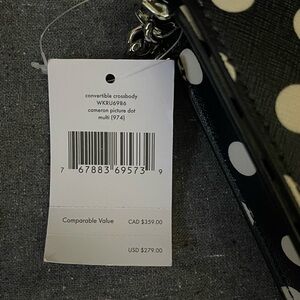 convertible crossbody
WKRU6986
cameron picture dot
multi (974)
7 67883 69573 9
Comparable Value CAD $359.00
USD $279.00